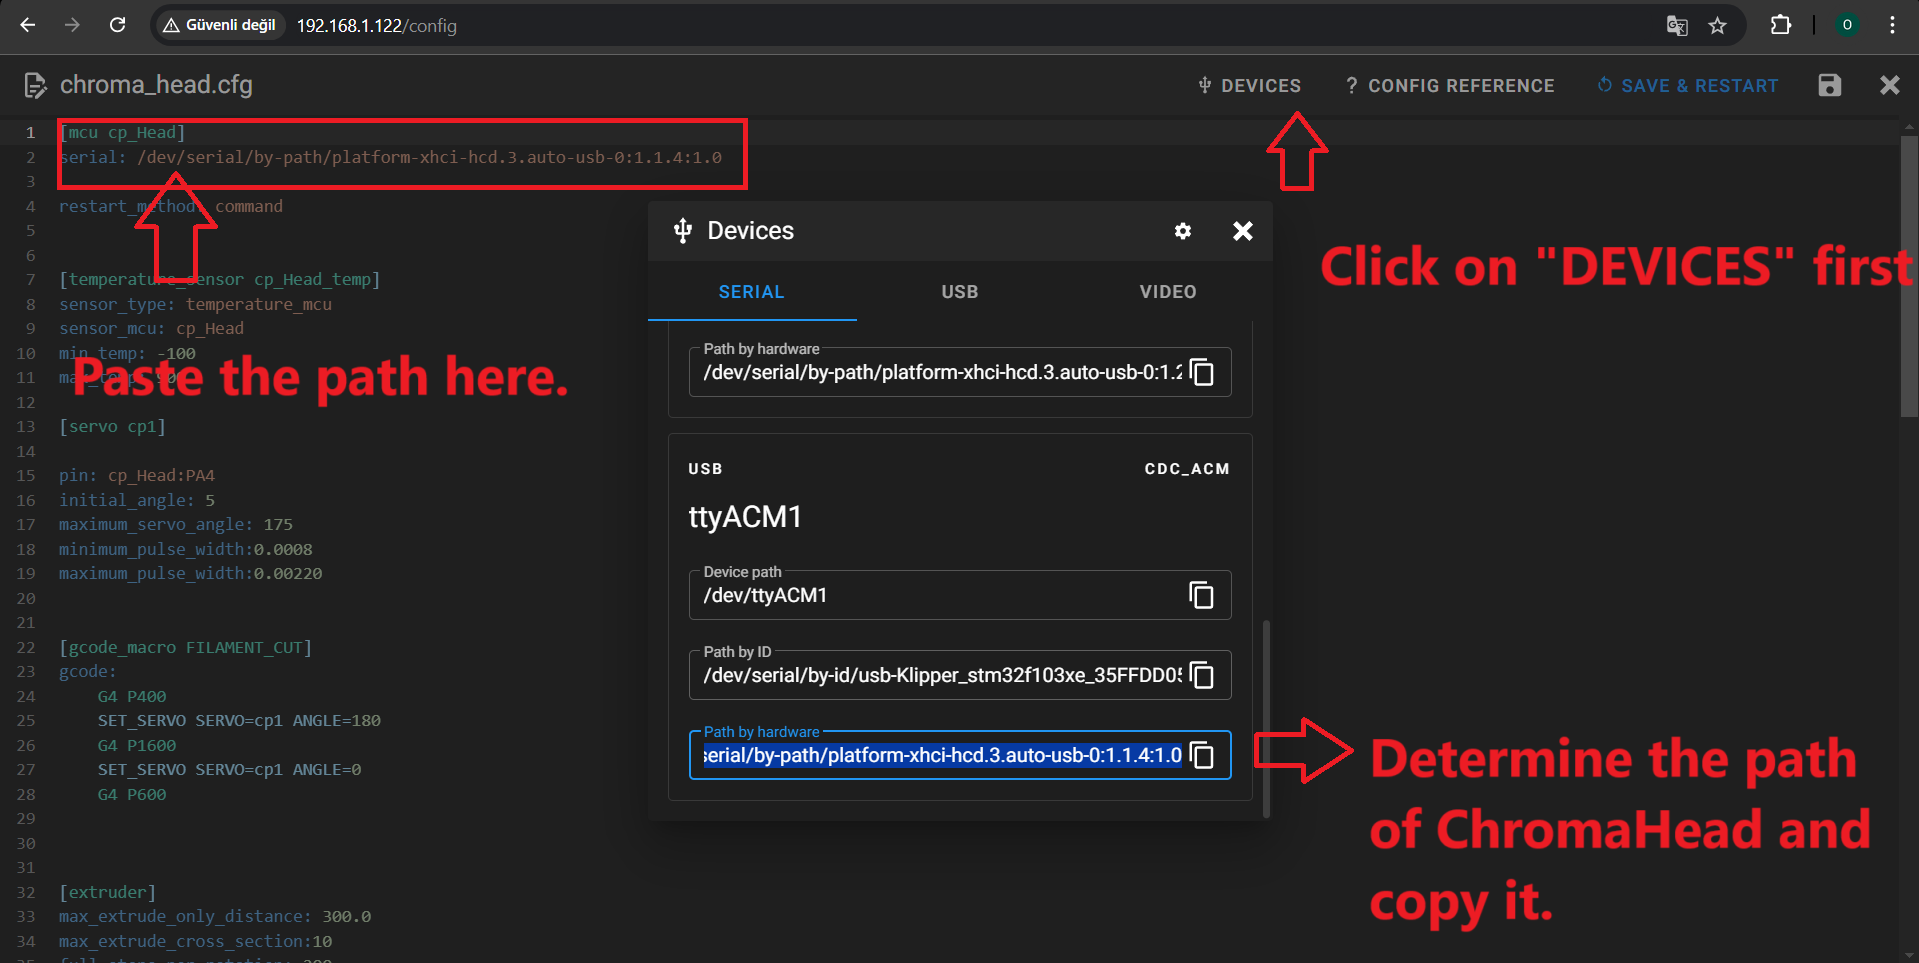 Güvenli değil 192.168.1.122/config O
chroma_head.cfg DEVICES ? CONFIG REFERENCE SAVE & RESTART
1 [mcu cp_Head]
2 serial: /dev/serial/by-path/platform-xhci-hcd.3.auto-usb-0:1.1.4:1.0
3
4 restart_method: command
5
6
7 [temperature_sensor cp_Head_temp]
8 sensor_type: temperature_mcu
9 sensor_mcu: cp_Head
10 min_temp: -100
11
12
13 [servo cp1]
14
15 pin: cp_Head:PA4
16 initial_angle: 5
17 maximum_servo_angle: 175
18 minimum_pulse_width:0.0008
19 maximum_pulse_width:0.00220
20
21
22 [gcode_macro FILAMENT_CUT]
23 gcode:
24 G4 P400
25 SET_SERVO SERVO=cp1 ANGLE=180
26 G4 P1600
27 SET_SERVO SERVO=cp1 ANGLE=0
28 G4 P600
29
30
31
32 [extruder]
33 max_extrude_only_distance: 300.0
34 max_extrude_cross_section:10
Paste the path here.
Devices
SERIAL USB VIDEO
Path by hardware
/dev/serial/by-path/platform-xhci-hcd.3.auto-usb-0:1.2
USB CDC_ACM
ttyACM1
Device path
/dev/ttyACM1
Path by ID
/dev/serial/by-id/usb-Klipper_stm32f103xe_35FFDD05
Path by hardware
serial/by-path/platform-xhci-hcd.3.auto-usb-0:1.1.4:1.0
Click on "DEVICES" first
Determine the path
of ChromaHead and
copy it.